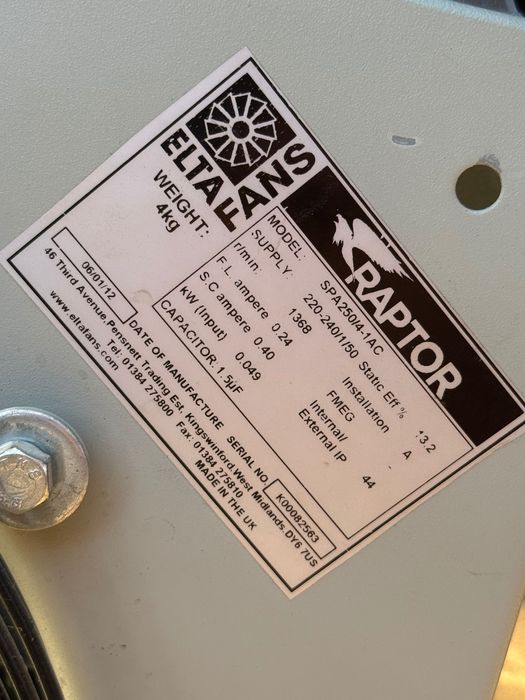 ELTA FANS
RAPTOR
WEIGHT:
4kg
MODEL: SPA250/4-1AC
SUPPLY: 220-240/1/50 Static Eff % 13.2
r/min: 1368 Installation A
F.L. ampere 0.24 FMEG 44
S.C ampere 0.40 Internal/
kW (Input) 0.049 External IP
CAPACITOR: 1.5µF
06/01/12 DATE OF MANUFACTURE SERIAL NO. K00082563
46 Third Avenue,Pensnett Trading Est, Kingswinford,West Midlands,DY6 7US
Tel: 01384 275800 Fax: 01384 275810
www.eltafans.com MADE IN THE UK